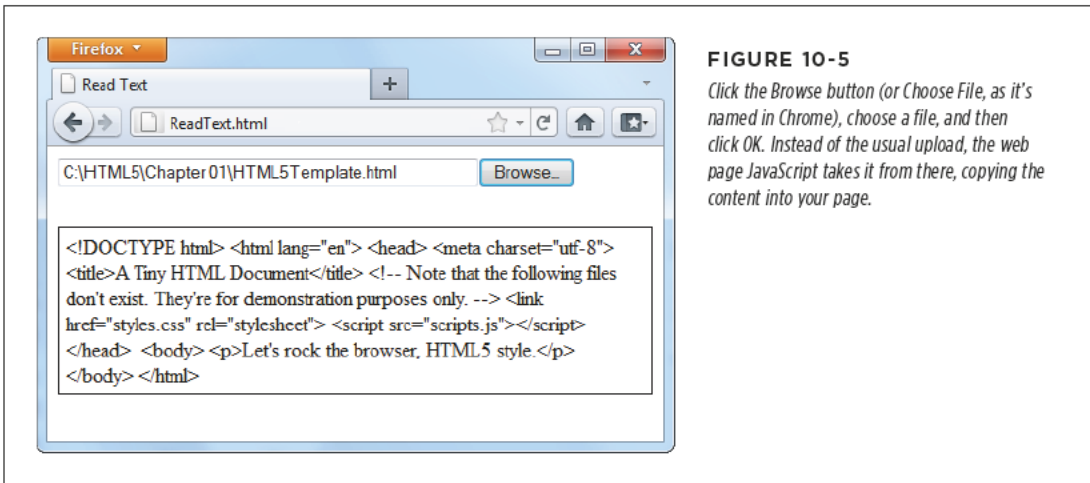 Firefox
Read Text
ReadText.html
C:\HTML5\Chapter 01\HTML5Template.html
Browse...
<!DOCTYPE html> <html lang="en"> <head> <meta charset="utf-8">
<title>A Tiny HTML Document</title> <!-- Note that the following files
don't exist. They're for demonstration purposes only. --> <link
href="styles.css" rel="stylesheet"> <script src="scripts.js"></script>
</head> <body> <p>Let's rock the browser, HTML5 style.</p>
</body> </html>
FIGURE 10-5
Click the Browse button (or Choose File, as it's
named in Chrome), choose a file, and then
click OK. Instead of the usual upload, the web
page JavaScript takes it from there, copying the
content into your page.